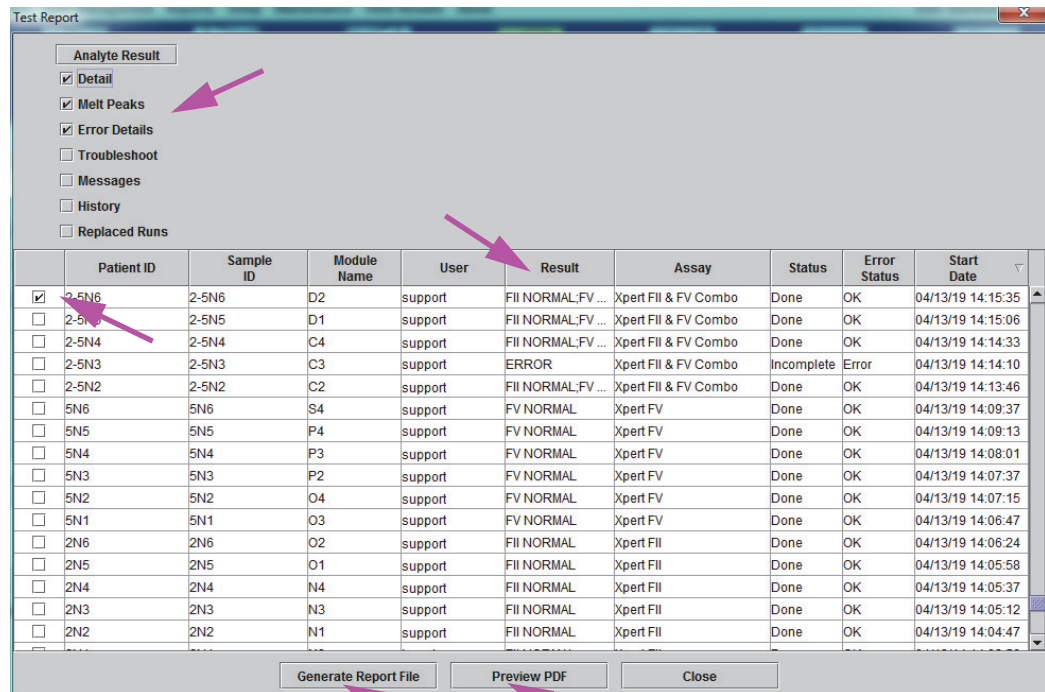 Test Report
Analyte Result
Detail
Melt Peaks
Error Details
Troubleshoot
Messages
History
Replaced Runs
Patient ID Sample ID Module Name User Result Assay Status Error Status Start Date
2-5N6 2-5N6 D2 support FII NORMAL;FV ... Xpert FII & FV Combo Done OK 04/13/19 14:15:35
2-5N5 D1 support FII NORMAL;FV ... Xpert FII & FV Combo Done OK 04/13/19 14:15:06
2-5N4 2-5N4 C4 support FII NORMAL;FV ... Xpert FII & FV Combo Done OK 04/13/19 14:14:33
2-5N3 2-5N3 C3 support ERROR Xpert FII & FV Combo Incomplete Error 04/13/19 14:14:10
2-5N2 2-5N2 C2 support FII NORMAL;FV ... Xpert FII & FV Combo Done OK 04/13/19 14:13:46
5N6 5N6 S4 support FV NORMAL Xpert FV Done OK 04/13/19 14:09:37
5N5 5N5 P4 support FV NORMAL Xpert FV Done OK 04/13/19 14:09:13
5N4 5N4 P3 support FV NORMAL Xpert FV Done OK 04/13/19 14:08:01
5N3 5N3 P2 support FV NORMAL Xpert FV Done OK 04/13/19 14:07:37
5N2 5N2 O4 support FV NORMAL Xpert FV Done OK 04/13/19 14:07:15
5N1 5N1 O3 support FV NORMAL Xpert FV Done OK 04/13/19 14:06:47
2N6 2N6 O2 support FII NORMAL Xpert FII Done OK 04/13/19 14:06:24
2N5 2N5 O1 support FII NORMAL Xpert FII Done OK 04/13/19 14:05:58
2N4 2N4 N4 support FII NORMAL Xpert FII Done OK 04/13/19 14:05:37
2N3 2N3 N3 support FII NORMAL Xpert FII Done OK 04/13/19 14:05:12
2N2 2N2 N1 support FII NORMAL Xpert FII Done OK 04/13/19 14:04:47
Generate Report File Preview PDF Close